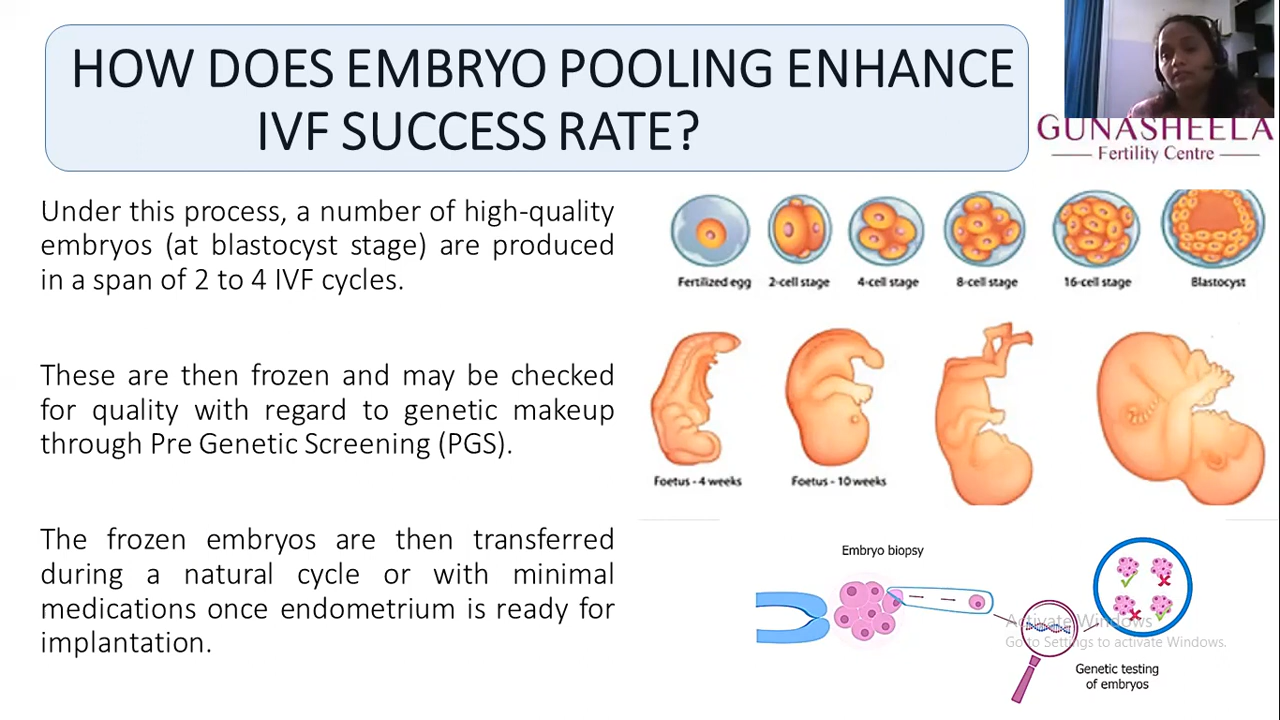 HOW DOES EMBRYO POOLING ENHANCE
IVF SUCCESS RATE?
GUNASHEELA
Fertility Centre
Under this process, a number of high-quality
embryos (at blastocyst stage) are produced
in a span of 2 to 4 IVF cycles.
These are then frozen and may be checked
for quality with regard to genetic makeup
through Pre Genetic Screening (PGS).
The frozen embryos are then transferred
during a natural cycle or with minimal
medications once endometrium is ready for
implantation.
Fertilized egg
2-cell stage
4-cell stage
8-cell stage
16-cell stage
Blastocyst
Foetus - 4 weeks
Foetus - 10 weeks
Embryo biopsy
Activate Windows
Go to Settings to activate Windows.
Genetic testing
of embryos